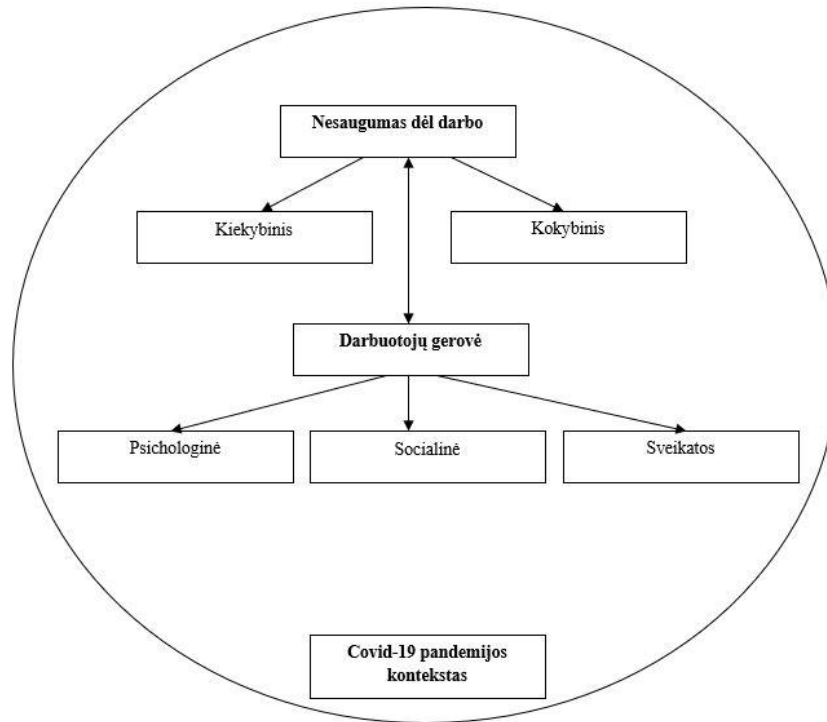 Nesaugumas dėl darbo
Kiekybinis
Kokybinis
Darbuotojų gerovė
Psichologinė
Socialinė
Sveikatos
Covid-19 pandemijos
kontekstas